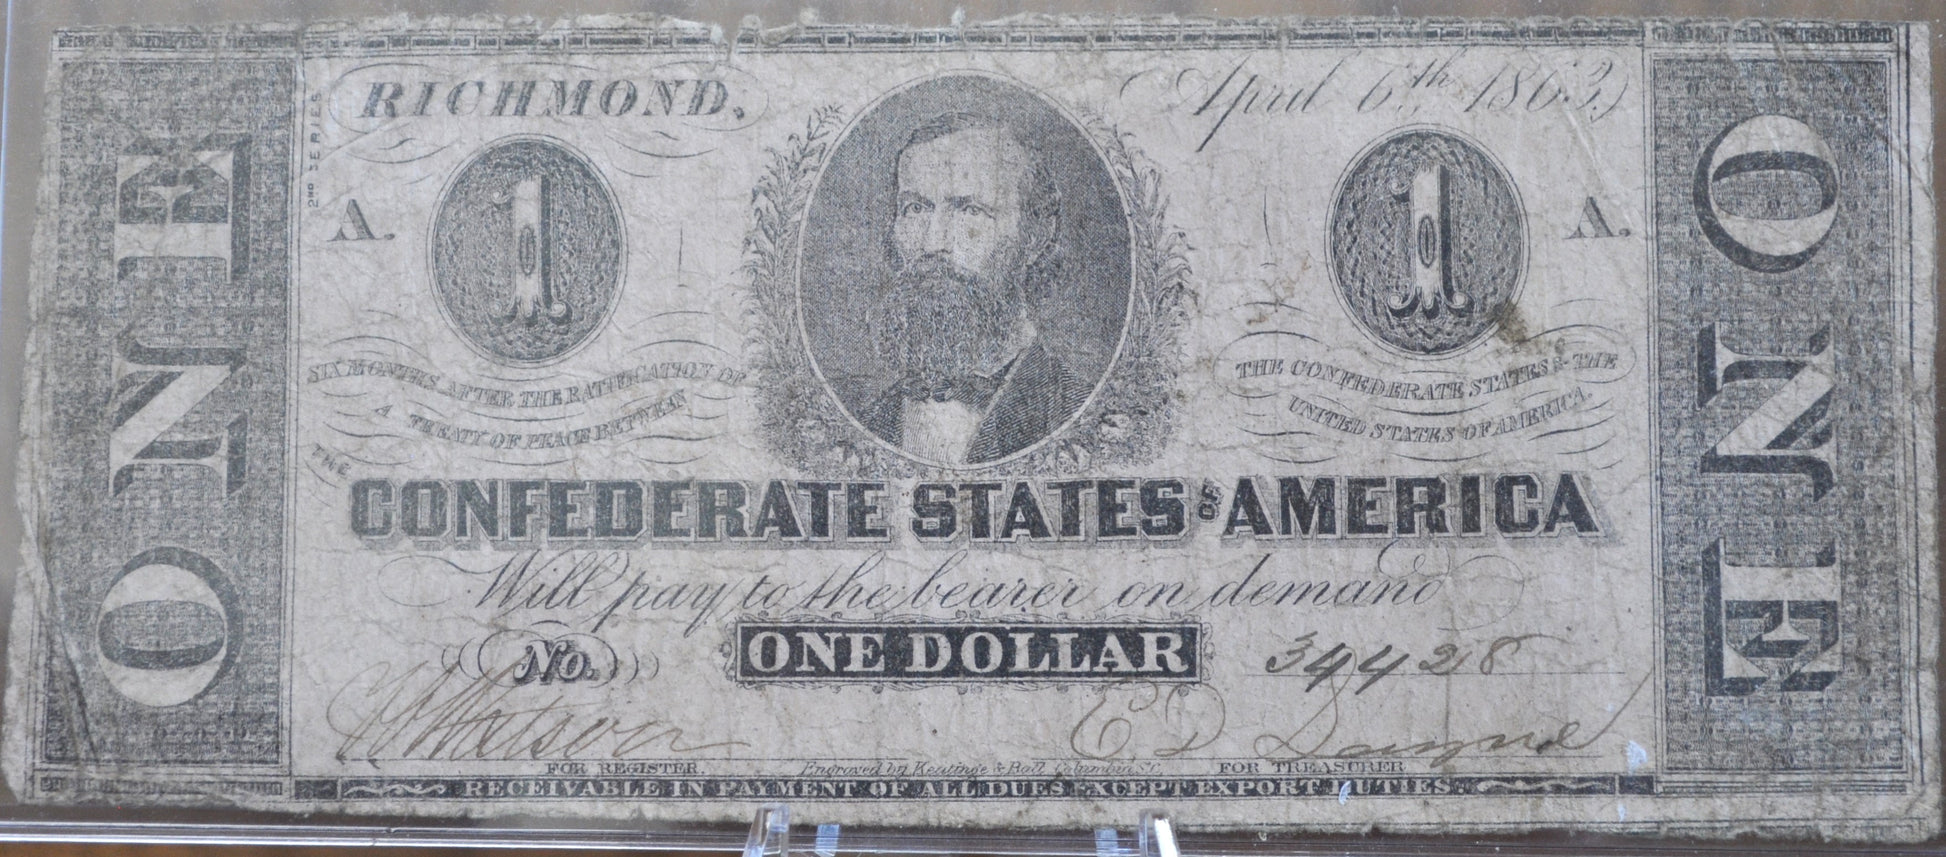 RICHMOND,
April 6th 1863.
2ND SERIES
ONE
A.
1
1
A.
ONE
SIX MONTHS AFTER THE RATIFICATION OF
A TREATY OF PEACE BETWEEN
THE CONFEDERATE STATES & THE
UNITED STATES OF AMERICA.
THE
CONFEDERATE STATES OF AMERICA
Will pay to the bearer on demand
No. ONE DOLLAR 34428
Watson
FOR REGISTER. Engraved by Keatinge & Ball Columbia S.C. FOR TREASURER
RECEIVABLE IN PAYMENT OF ALL DUES EXCEPT EXPORT DUTIES.